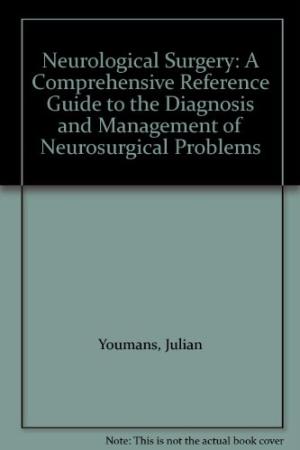 Neurological Surgery: A
Comprehensive Reference
Guide to the Diagnosis
and Management of
Neurosurgical Problems
Youmans, Julian
Note: This is not the actual book cover